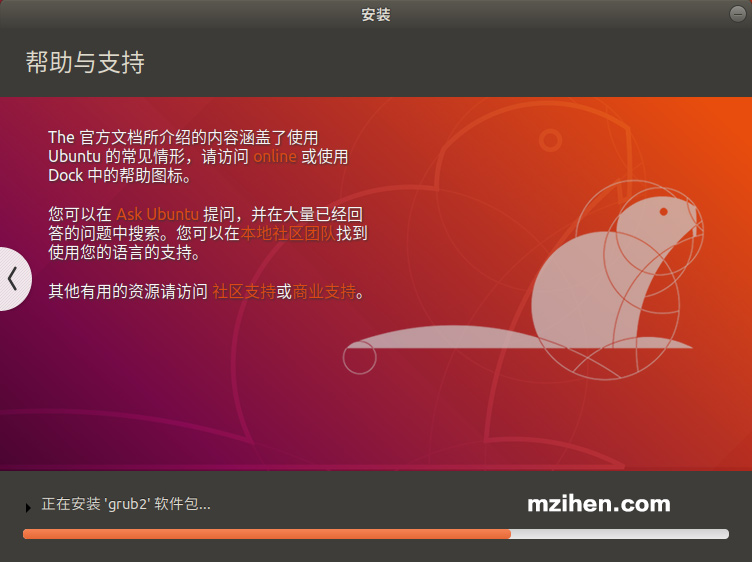 安装
帮助与支持
The 官方文档所介绍的内容涵盖了使用
Ubuntu 的常见情形，请访问 online 或使用
Dock 中的帮助图标。
您可以在 Ask Ubuntu 提问，并在大量已经回
答的问题中搜索。您可以在本地社区团队找到
使用您的语言的支持。
其他有用的资源请访问 社区支持或商业支持。
正在安装 'grub2' 软件包...
mzihen.com